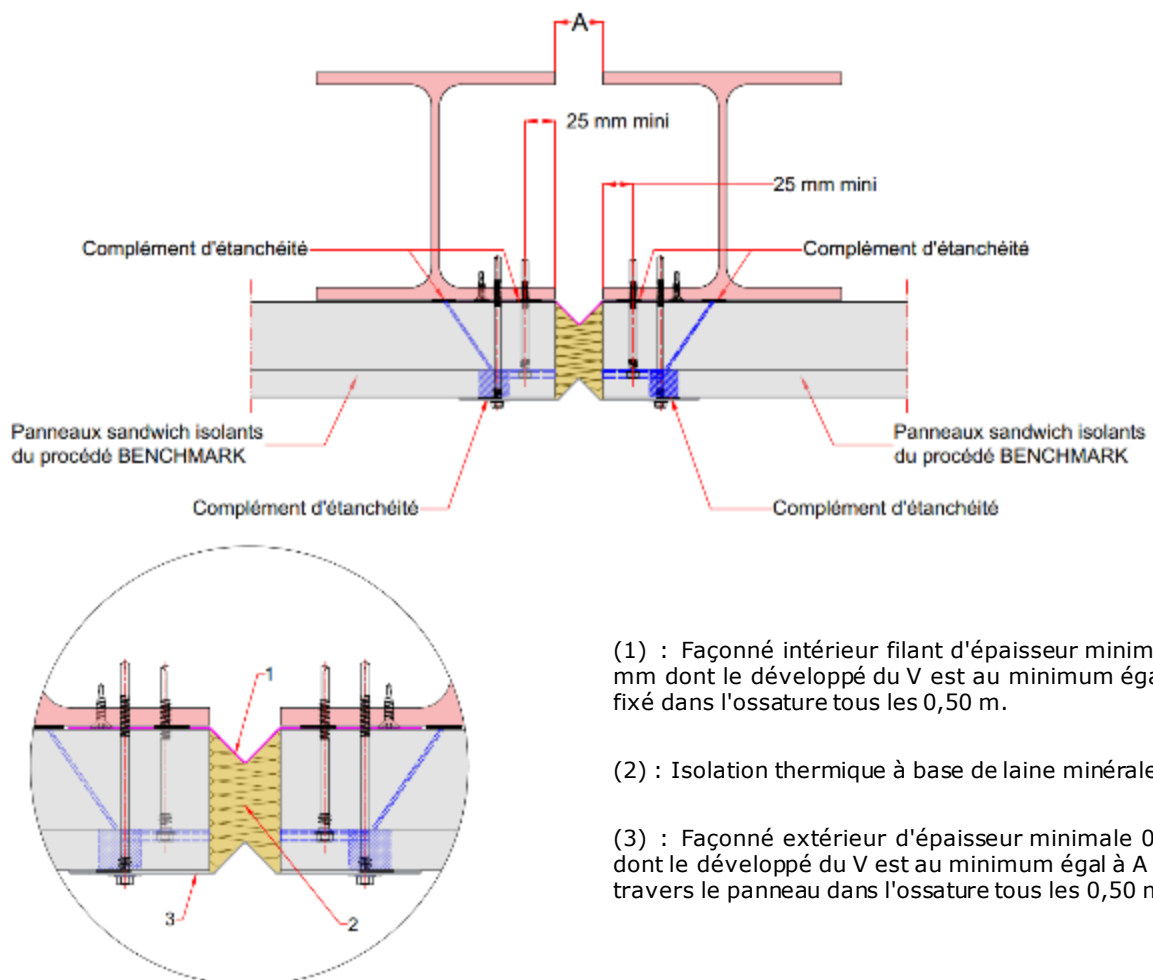 A
25 mm mini
25 mm mini
Complément d'étanchéité
Complément d'étanchéité
Panneaux sandwich isolants
du procédé BENCHMARK
Panneaux sandwich isolants
du procédé BENCHMARK
Complément d'étanchéité
Complément d'étanchéité
1
3
2
(1) : Façonné intérieur filant d'épaisseur minim
mm dont le développé du V est au minimum éga
fixé dans l'ossature tous les 0,50 m.
(2) : Isolation thermique à base de laine minérale
(3) : Façonné extérieur d'épaisseur minimale 0
dont le développé du V est au minimum égal à A
travers le panneau dans l'ossature tous les 0,50 m